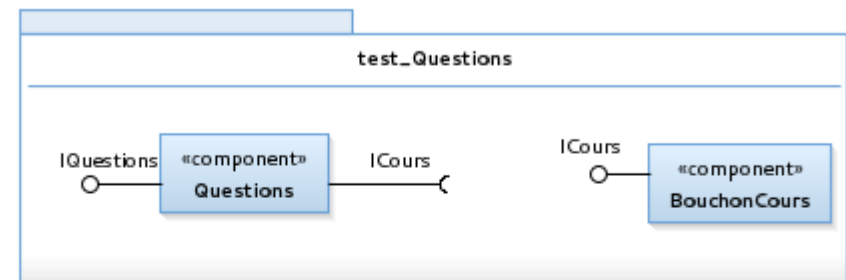 test_Questions
IQuestions
«component»
Questions
ICours
ICours
«component»
BouchonCours